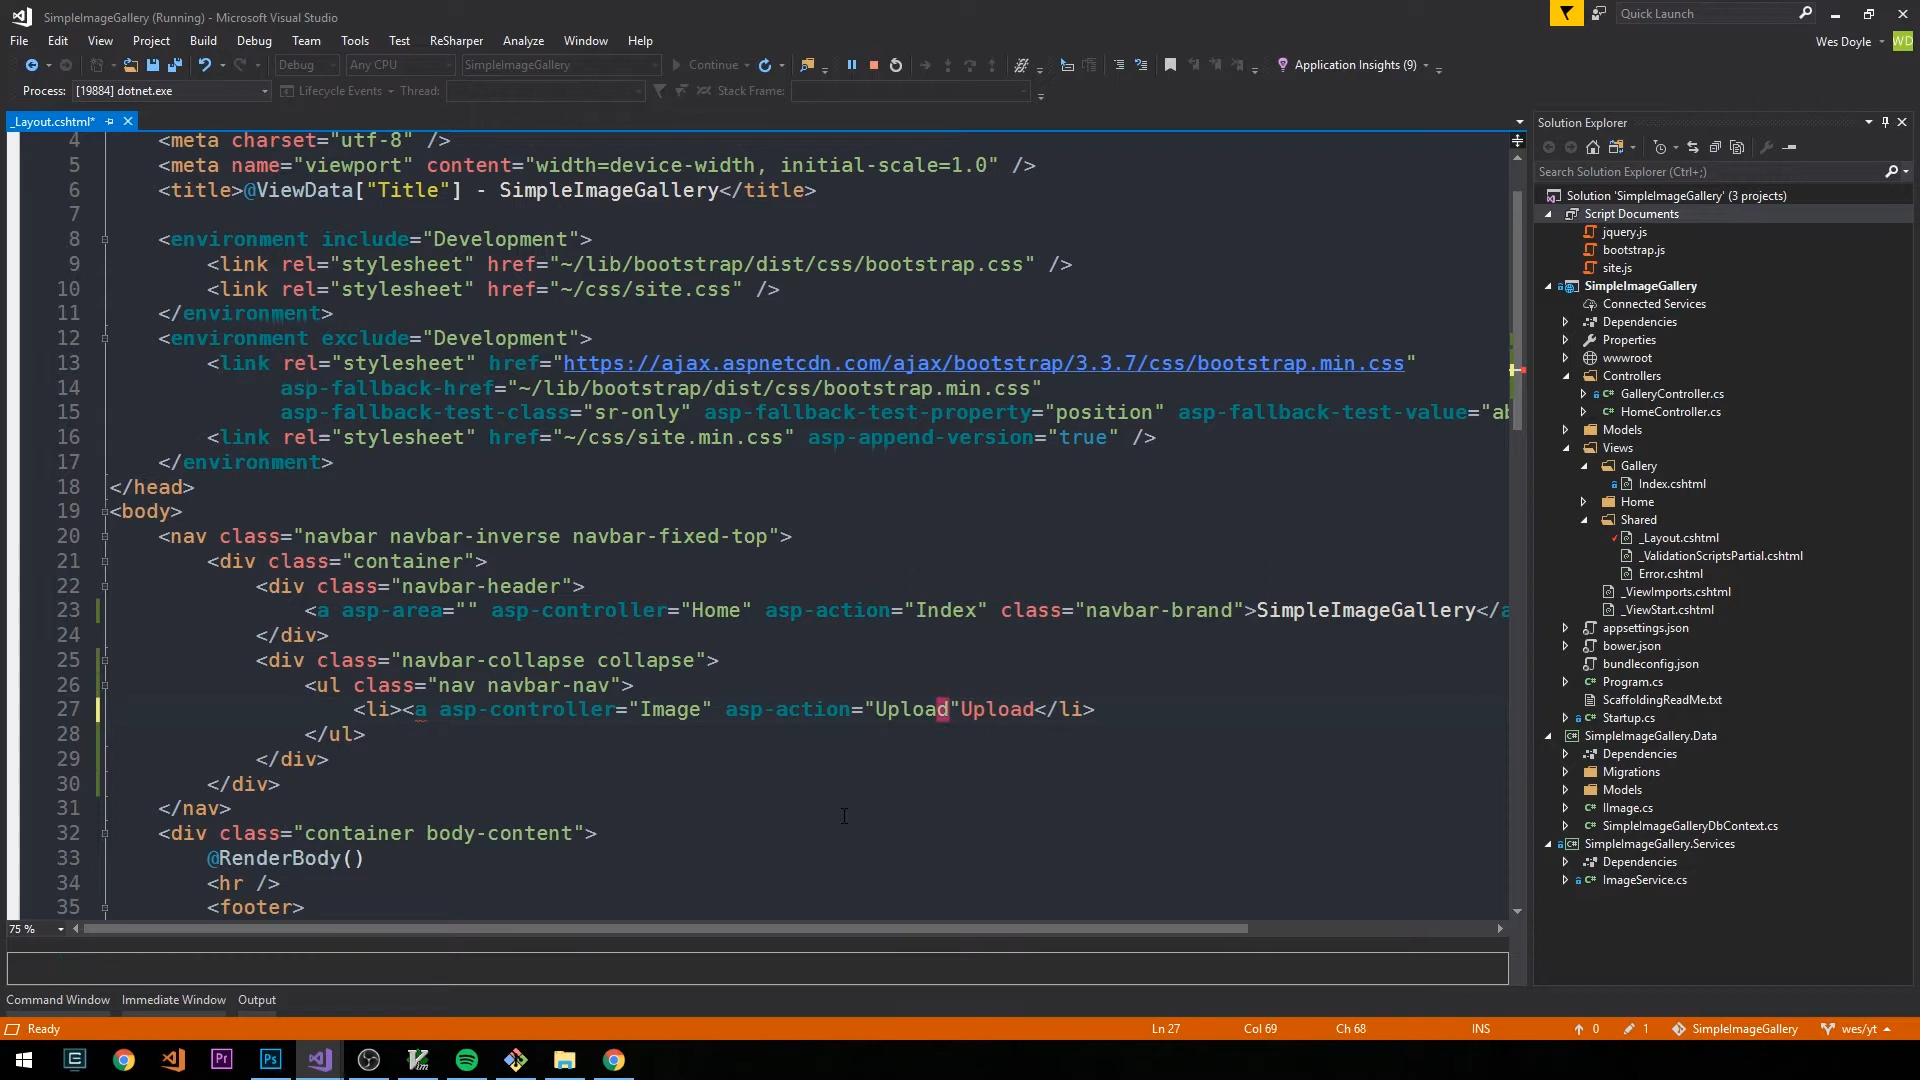 SimpleImageGallery (Running) - Microsoft Visual Studio
Quick Launch
File Edit View Project Build Debug Team Tools Test ReSharper Analyze Window Help
Wes Doyle WD
Debug Any CPU SimpleImageGallery Continue Application Insights (9)
Process: [19884] dotnet.exe Lifecycle Events Thread: Stack Frame:
_Layout.cshtml*
4 <meta charset="utf-8" />
5 <meta name="viewport" content="width=device-width, initial-scale=1.0" />
6 <title>@ViewData["Title"] - SimpleImageGallery</title>
7
8 <environment include="Development">
9 <link rel="stylesheet" href="~/lib/bootstrap/dist/css/bootstrap.css" />
10 <link rel="stylesheet" href="~/css/site.css" />
11 </environment>
12 <environment exclude="Development">
13 <link rel="stylesheet" href="https://ajax.aspnetcdn.com/ajax/bootstrap/3.3.7/css/bootstrap.min.css"
14 asp-fallback-href="~/lib/bootstrap/dist/css/bootstrap.min.css"
15 asp-fallback-test-class="sr-only" asp-fallback-test-property="position" asp-fallback-test-value="ab
16 <link rel="stylesheet" href="~/css/site.min.css" asp-append-version="true" />
17 </environment>
18 </head>
19 <body>
20 <nav class="navbar navbar-inverse navbar-fixed-top">
21 <div class="container">
22 <div class="navbar-header">
23 <a asp-area="" asp-controller="Home" asp-action="Index" class="navbar-brand">SimpleImageGallery</a
24 </div>
25 <div class="navbar-collapse collapse">
26 <ul class="nav navbar-nav">
27 <li><a asp-controller="Image" asp-action="Upload"Upload</li>
28 </ul>
29 </div>
30 </div>
31 </nav>
32 <div class="container body-content">
33 @RenderBody()
34 <hr />
35 <footer>
75 %
Command Window Immediate Window Output
Solution Explorer
Search Solution Explorer (Ctrl+;)
Solution 'SimpleImageGallery' (3 projects)
Script Documents
jquery.js
bootstrap.js
site.js
SimpleImageGallery
Connected Services
Dependencies
Properties
wwwroot
Controllers
C# GalleryController.cs
C# HomeController.cs
Models
Views
Gallery
Index.cshtml
Home
Shared
_Layout.cshtml
_ValidationScriptsPartial.cshtml
Error.cshtml
_ViewImports.cshtml
_ViewStart.cshtml
appsettings.json
bower.json
bundleconfig.json
C# Program.cs
ScaffoldingReadMe.txt
C# Startup.cs
C# SimpleImageGallery.Data
Dependencies
Migrations
Models
C# IImage.cs
C# SimpleImageGalleryDbContext.cs
C# SimpleImageGallery.Services
Dependencies
C# ImageService.cs
Ready Ln 27 Col 69 Ch 68 INS 0 1 SimpleImageGallery wes/yt
Pr Ps